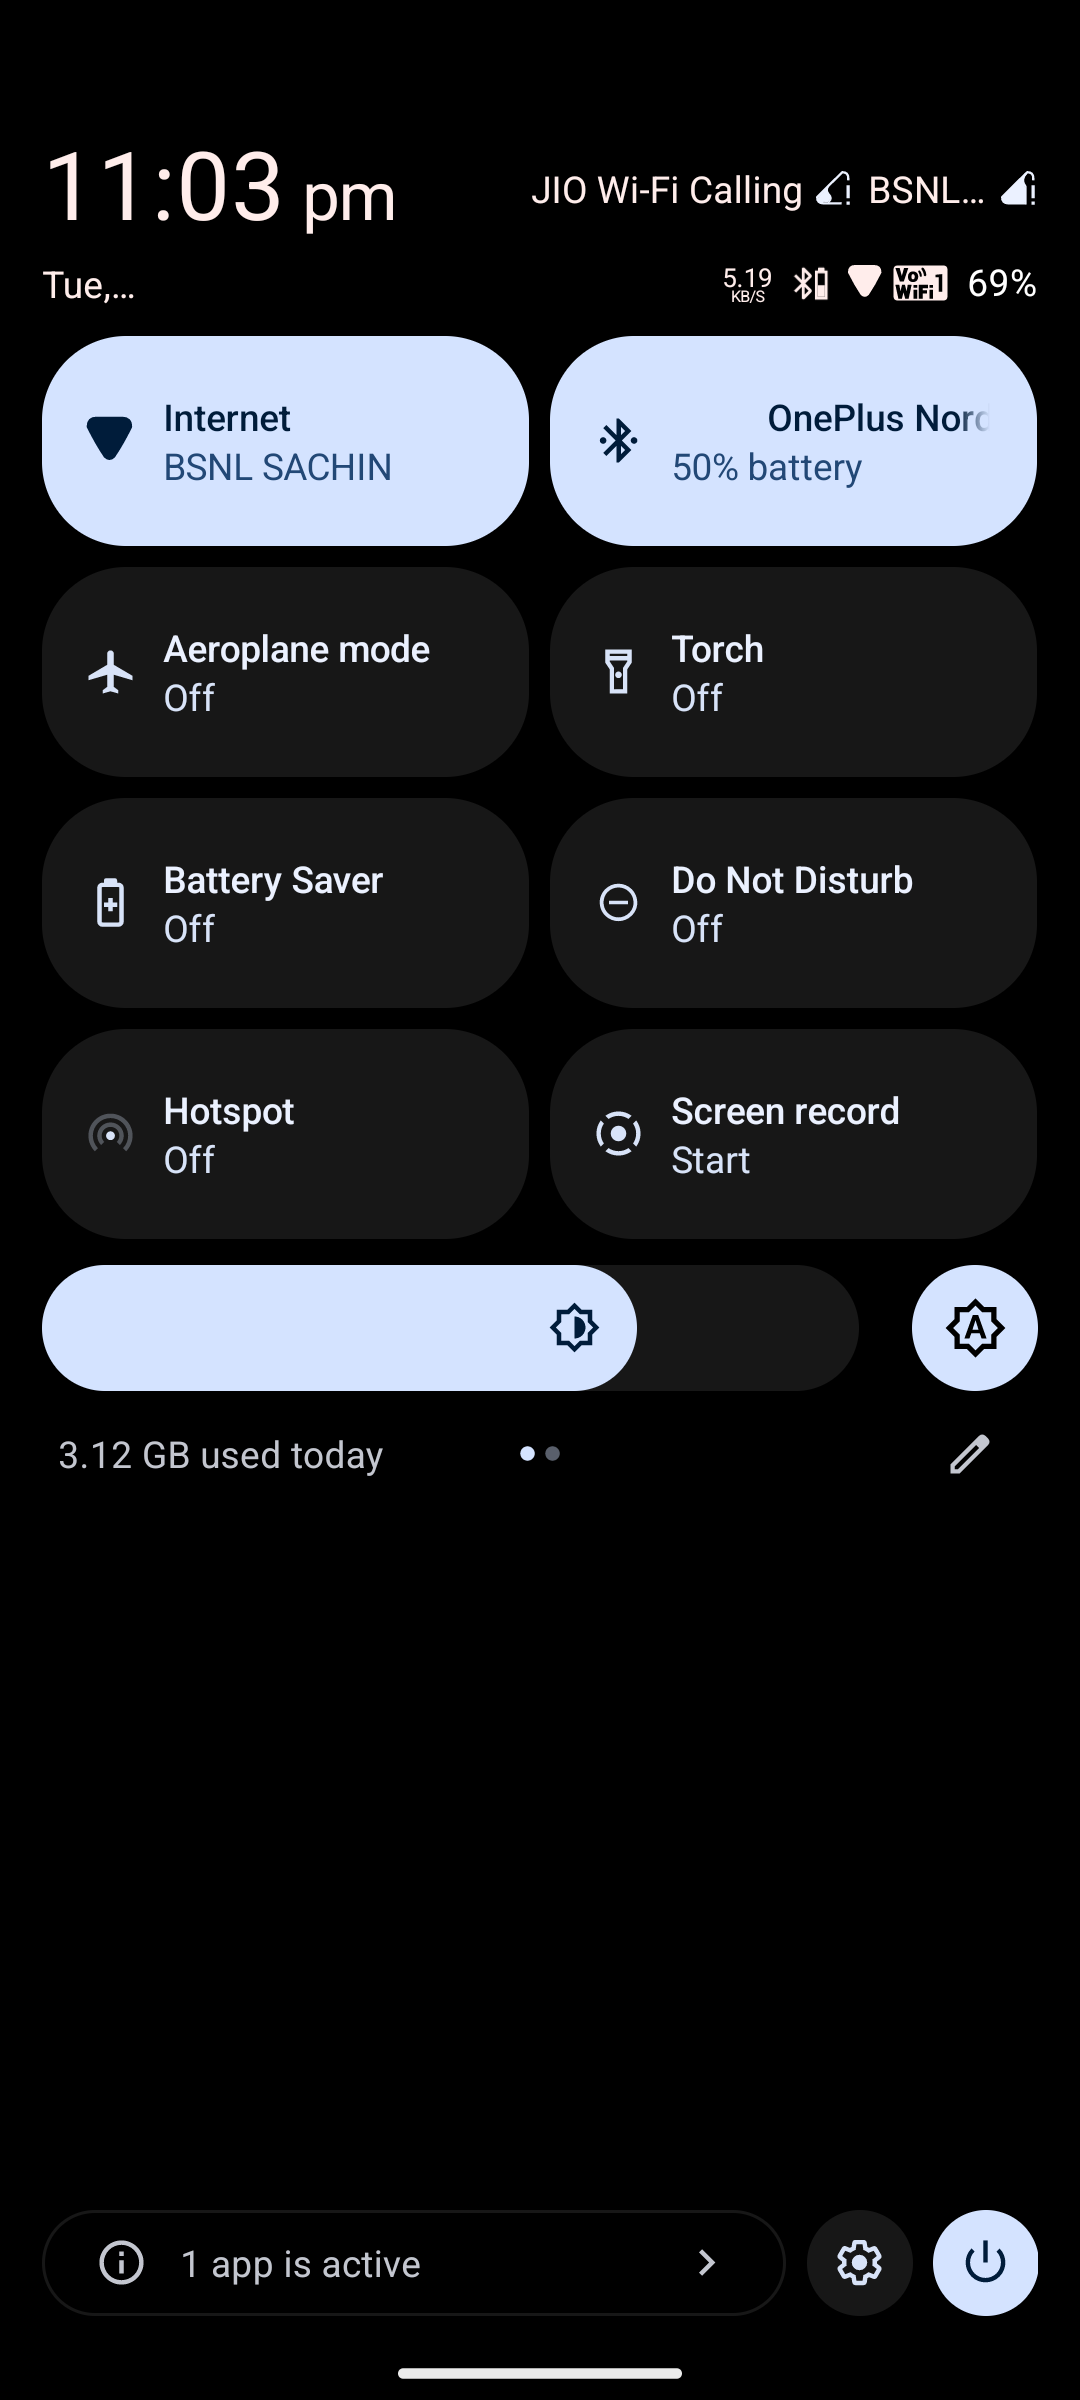 11:03 pm
JIO Wi-Fi Calling BSNL...
Tue,...
5.19 KB/S Vo WiFi 1 69%
Internet
BSNL SACHIN
OnePlus Nord
50% battery
Aeroplane mode
Off
Torch
Off
Battery Saver
Off
Do Not Disturb
Off
Hotspot
Off
Screen record
Start
A
3.12 GB used today
1 app is active